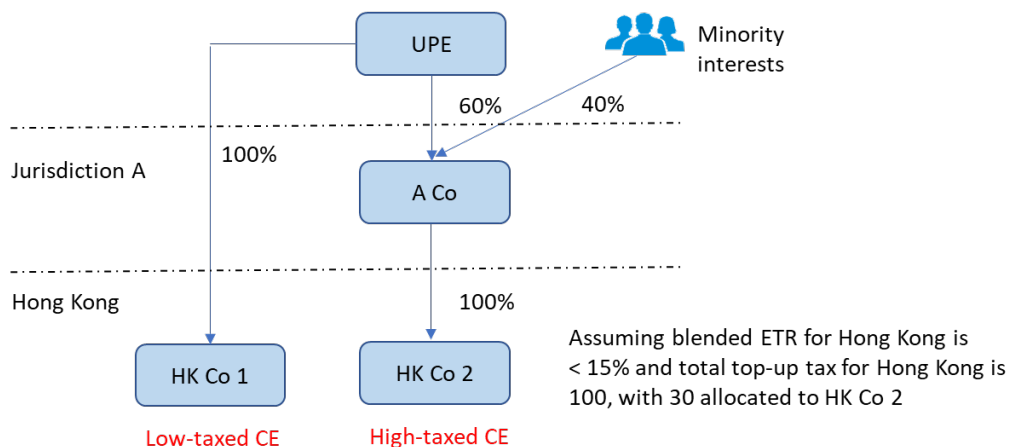 UPE
Minority
interests
60%
40%
100%
Jurisdiction A
A Co
Hong Kong
100%
HK Co 1
HK Co 2
Low-taxed CE
High-taxed CE
Assuming blended ETR for Hong Kong is
< 15% and total top-up tax for Hong Kong is
100, with 30 allocated to HK Co 2